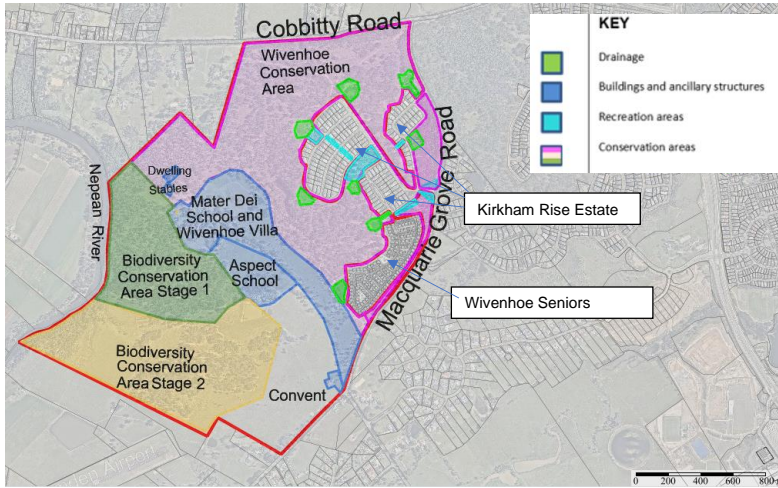 Cobbitty Road
Wivenhoe
Conservation
Area
KEY
Drainage
Buildings and ancillary structures
Recreation areas
Conservation areas
Nepean River
Dwelling
Stables
Mater Dei
School and
Wivenhoe Villa
Macquarie Grove Road
Kirkham Rise Estate
Biodiversity
Conservation
Area Stage 1
Aspect
School
Wivenhoe Seniors
Biodiversity
Conservation
Area Stage 2
Convent
Airport
0 200 400 600 800